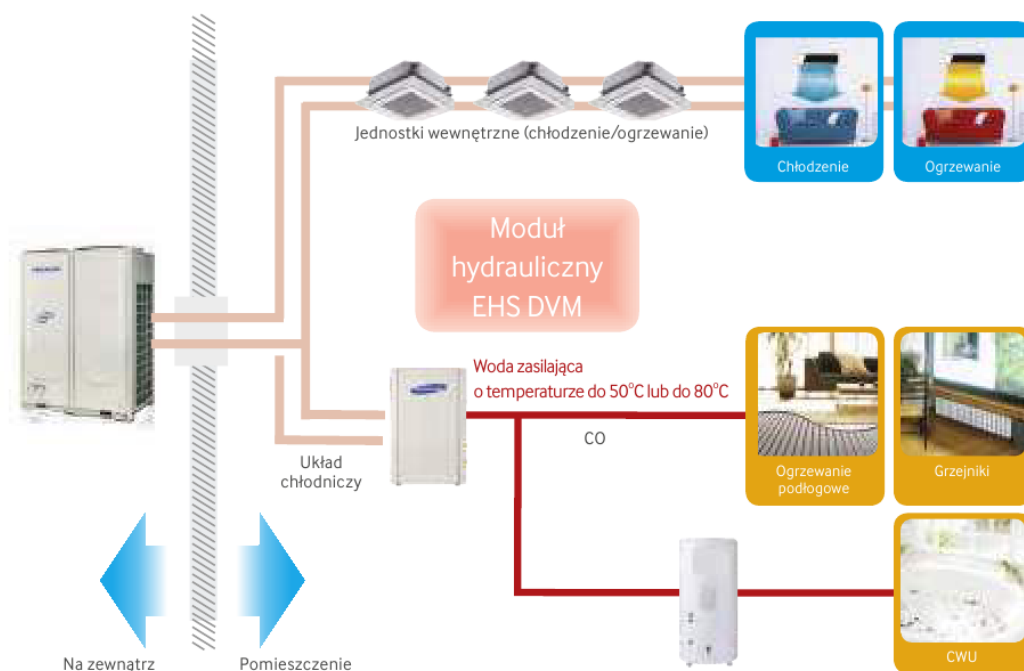 Jednostki wewnętrzne (chłodzenie/ogrzewanie)
Chłodzenie
Ogrzewanie
Moduł
hydrauliczny
EHS DVM
Woda zasilająca
o temperaturze do 50°C lub do 80°C
CO
Układ
chłodniczy
Ogrzewanie
podłogowe
Grzejniki
CWU
Na zewnątrz
Pomieszczenie